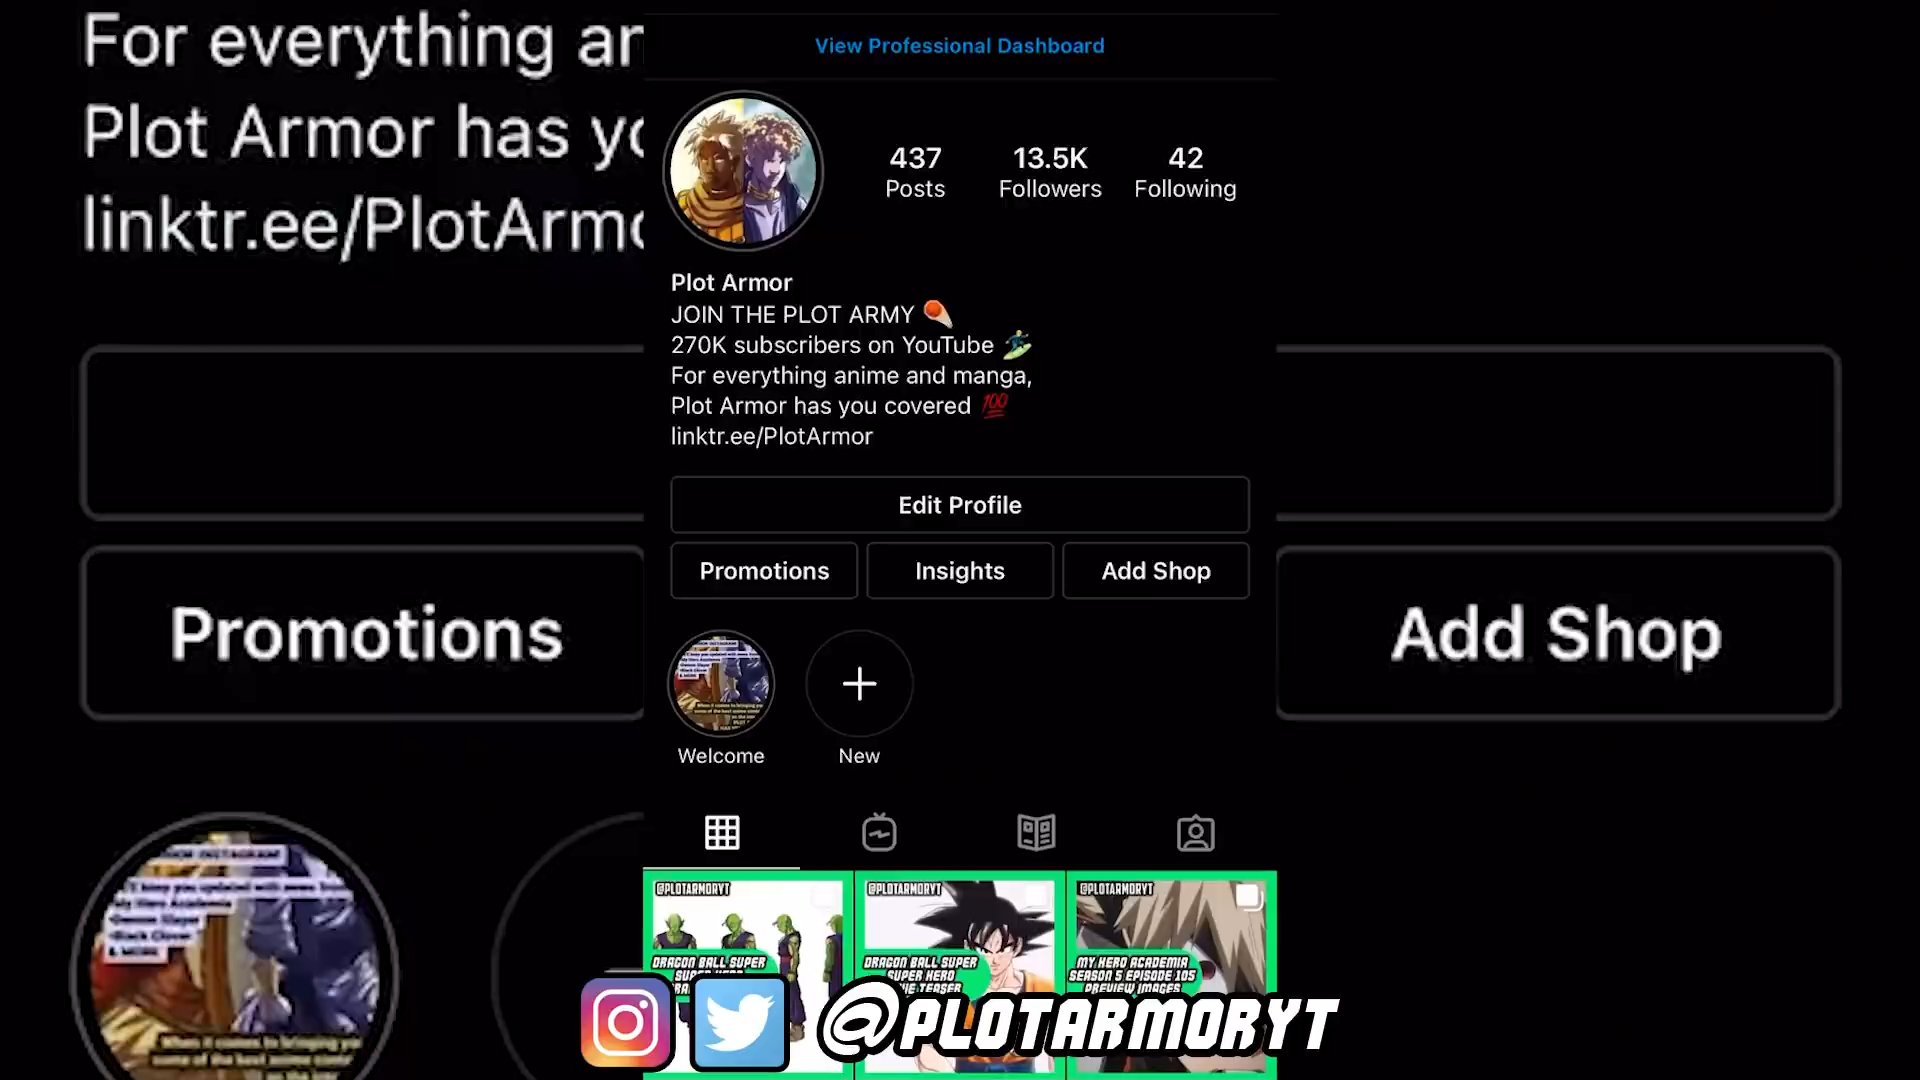 For everything an
Plot Armor has yo
linktr.ee/PlotArmo
Promotions
Add Shop
View Professional Dashboard
437
Posts
13.5K
Followers
42
Following
Plot Armor
JOIN THE PLOT ARMY
270K subscribers on YouTube
For everything anime and manga,
Plot Armor has you covered 💯
linktr.ee/PlotArmor
Edit Profile
Promotions
Insights
Add Shop
Welcome
New
@PLOTARMORYT
DRAGON BALL SUPER
@PLOTARMORYT
DRAGON BALL SUPER
SUPER HERO
@PLOTARMORYT
MY HERO ACADEMIA
SEASON 5 EPISODE 105
PREVIEW IMAGES
@PLOTARMORYT